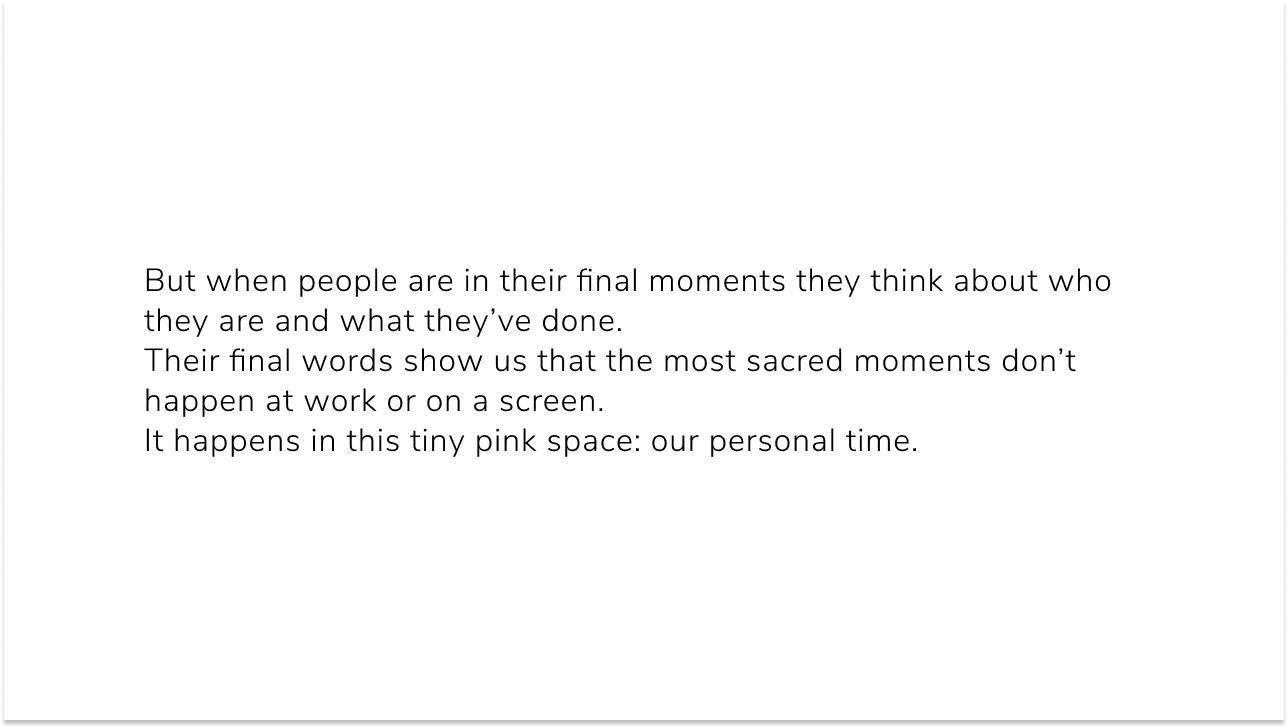 But when people are in their final moments they think about who
they are and what they’ve done.
Their final words show us that the most sacred moments don’t
happen at work or on a screen.
It happens in this tiny pink space: our personal time.